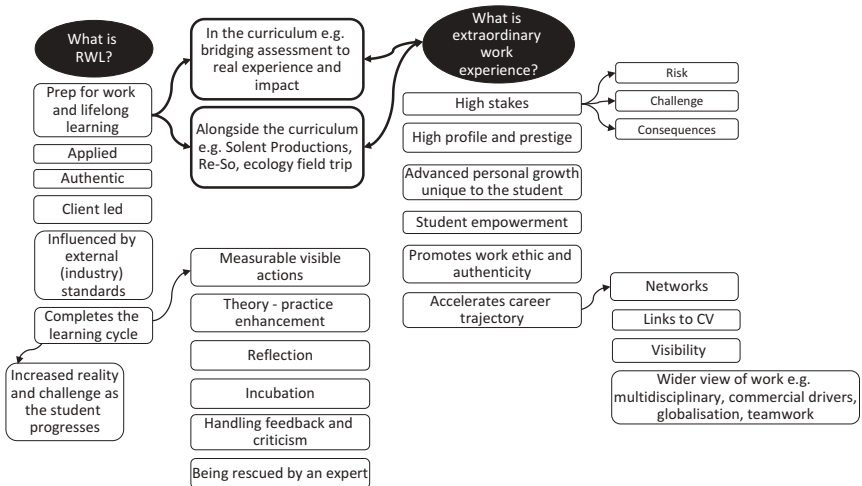 What is
RWL?
Prep for work
and lifelong
learning
Applied
Authentic
Client led
Influenced by
external
(industry)
standards
Completes the
learning cycle
Increased reality
and challenge as
the student
progresses
In the curriculum e.g.
bridging assessment to
real experience and
impact
Alongside the curriculum
e.g. Solent Productions,
Re-So, ecology field trip
Measurable visible
actions
Theory - practice
enhancement
Reflection
Incubation
Handling feedback and
criticism
Being rescued by an expert
What is
extraordinary
work
experience?
High stakes
High profile and prestige
Advanced personal growth
unique to the student
Student empowerment
Promotes work ethic and
authenticity
Accelerates career
trajectory
Risk
Challenge
Consequences
Networks
Links to CV
Visibility
Wider view of work e.g.
multidisciplinary, commercial drivers,
globalisation, teamwork